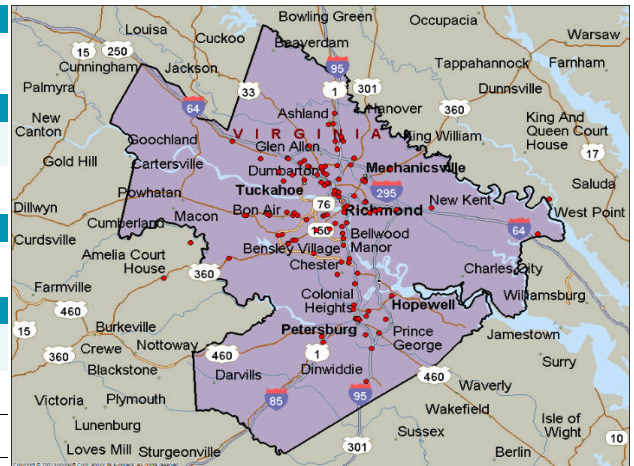 Bowling Green
Occupacia
Louisa
Cuckoo
Beaverdam
Warsaw
15
250
Cunningham
Jackson
95
Tappahannock
Farnham
Palmyra
33
1
301
Dunnsville
64
Ashland
Hanover
360
New
Canton
VIRGINIA
King William
King And
Queen Court
House
Goochland
Glen Allen
17
Gold Hill
Cartersville
Dumbarton
Mechanicsville
Saluda
Powhatan
Tuckahoe
295
New Kent
Dillwyn
76
Bon Air
Richmond
West Point
Cumberland
Macon
150
64
Curdsville
Bellwood
Manor
Amelia Court
House
Bensley Village
360
Chester
Charles City
Farmville
Colonial
Heights
Hopewell
Williamsburg
460
15
Burkeville
Petersburg
Prince
George
Jamestown
360
Crewe
Nottoway
460
1
Blackstone
Darvills
Dinwiddie
460
Surry
Waverly
Victoria
Plymouth
85
95
Wakefield
Lunenburg
Sussex
Isle of
Wight
10
Loves Mill
Sturgeonville
301
Berlin